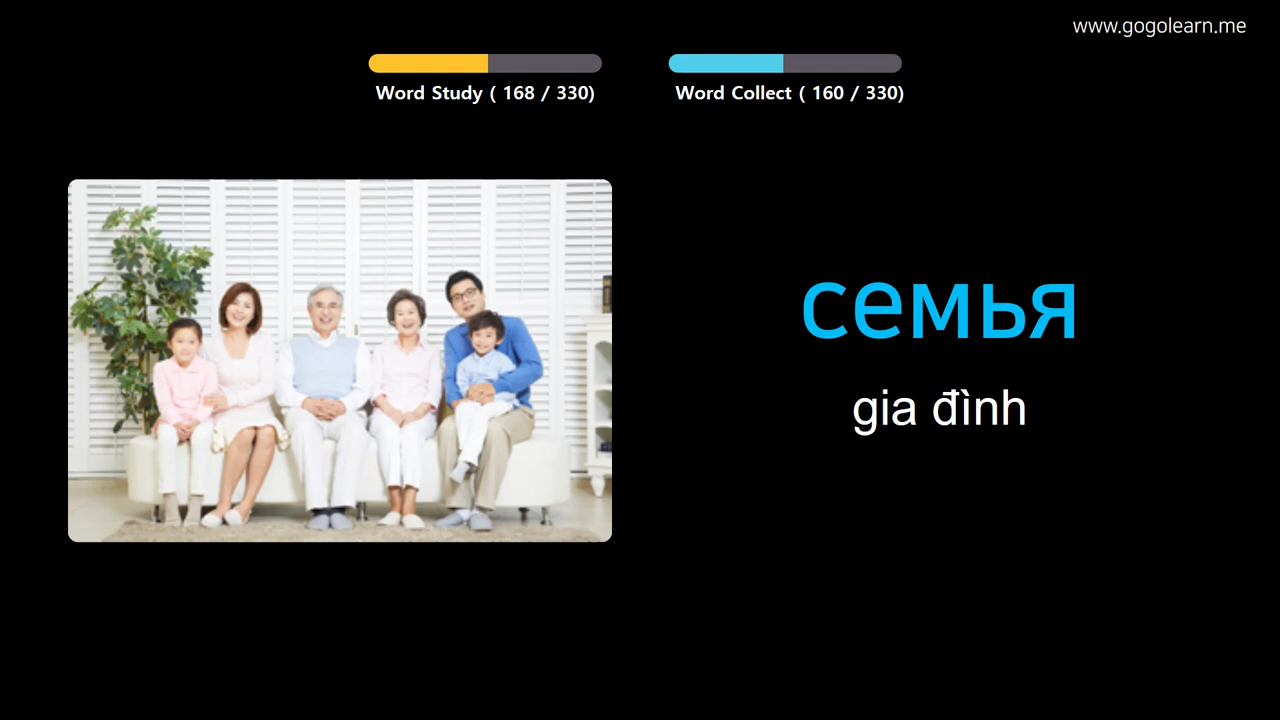 www.gogolearn.me
Word Study ( 168 / 330)
Word Collect ( 160 / 330)
семья
gia đình